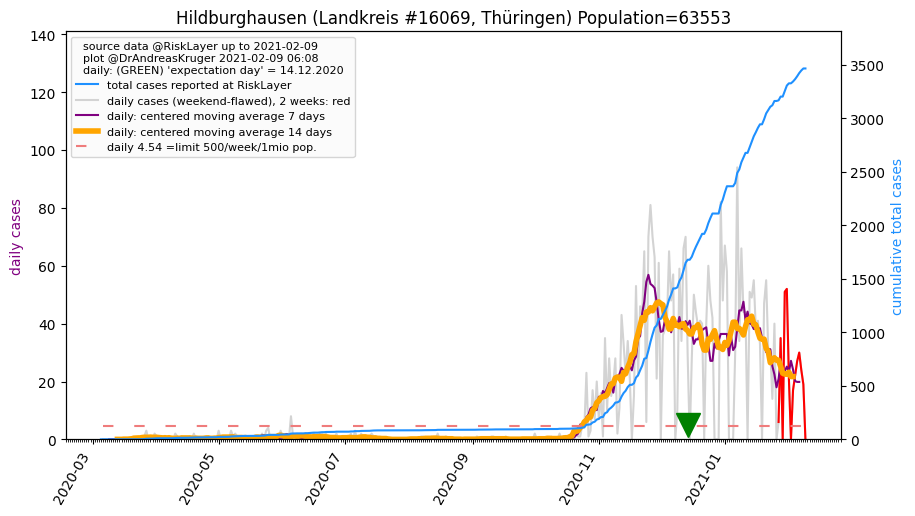 Hildburghausen (Landkreis #16069, Thüringen) Population=63553
source data @RiskLayer up to 2021-02-09
plot @DrAndreasKruger 2021-02-09 06:08
daily: (GREEN) 'expectation day' = 14.12.2020
total cases reported at RiskLayer
daily cases (weekend-flawed), 2 weeks: red
daily: centered moving average 7 days
daily: centered moving average 14 days
daily 4.54 =limit 500/week/1mio pop.
daily cases
140
120
100
80
60
40
20
0
cumulative total cases
3500
3000
2500
2000
1500
1000
500
0
2020-03
2020-05
2020-07
2020-09
2020-11
2021-01